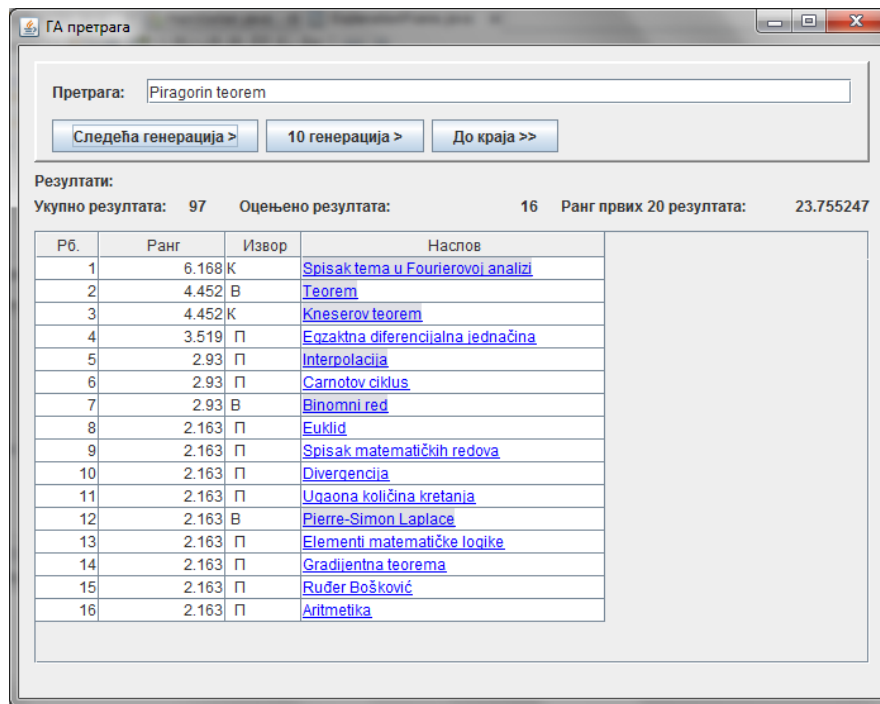 ГА претрага
Претрага: Piragorin teorem
Следећа генерација > 10 генерација > До краја >>
Резултати:
Укупно резултата: 97 Оцењено резултата: 16 Ранг првих 20 резултата: 23.755247
Рб. Ранг Извор Наслов
1 6.168 К Spisak tema u Fourierovoj analizi
2 4.452 В Teorem
3 4.452 К Kneserov teorem
4 3.519 П Egzaktna diferencijalna jednačina
5 2.93 П Interpolacija
6 2.93 П Carnotov ciklus
7 2.93 В Binomni red
8 2.163 П Euklid
9 2.163 П Spisak matematičkih redova
10 2.163 П Divergencija
11 2.163 П Ugaona količina kretanja
12 2.163 В Pierre-Simon Laplace
13 2.163 П Elementi matematičke logike
14 2.163 П Gradijentna teorema
15 2.163 П Ruđer Bošković
16 2.163 П Aritmetika